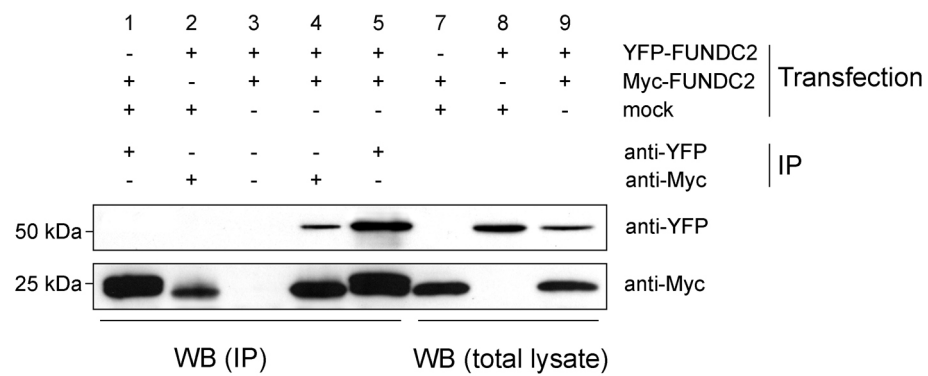 1 2 3 4 5 7 8 9
- + + + + - + + YFP-FUNDC2
+ - + + + + - + Myc-FUNDC2
+ + - - - + + - mock
Transfection
+ - - - + anti-YFP
- + - + - anti-Myc
IP
50 kDa anti-YFP
25 kDa anti-Myc
WB (IP) WB (total lysate)